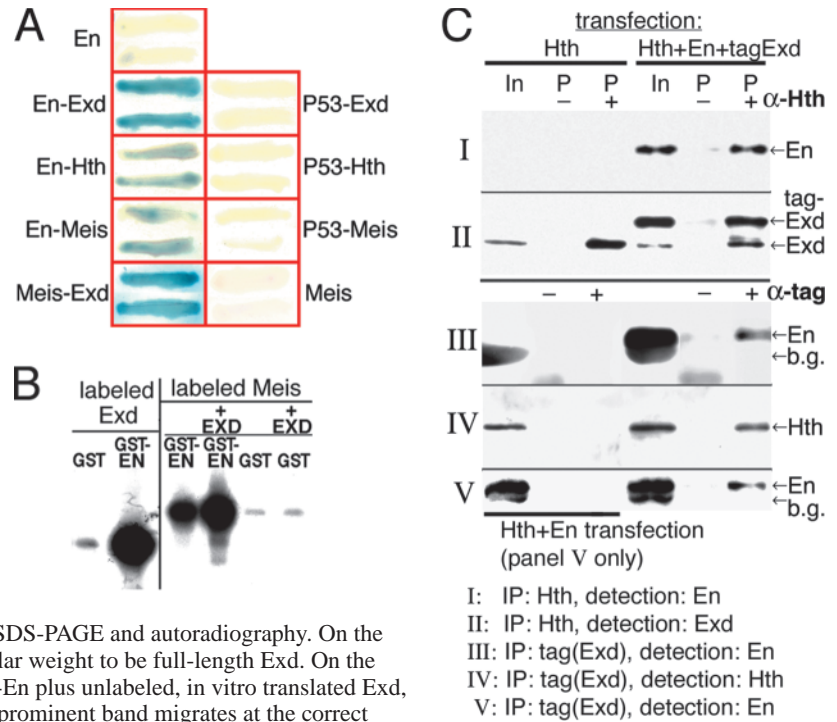 A
En
En-Exd
P53-Exd
En-Hth
P53-Hth
En-Meis
P53-Meis
Meis-Exd
Meis
B
labeled Exd
labeled Meis
+ EXD
+ EXD
GST
GST-EN
GST-EN
GST-EN
GST
GST
SDS-PAGE and autoradiography. On the
lar weight to be full-length Exd. On the
-En plus unlabeled, in vitro translated Exd,
prominent band migrates at the correct
C
transfection:
Hth
Hth+En+tagExd
In P P In P P
– + – + α-Hth
I
←En
II
tag-
←Exd
←Exd
– + – + α-tag
III
←En
←b.g.
IV
←Hth
V
←En
←b.g.
Hth+En transfection
(panel V only)
I: IP: Hth, detection: En
II: IP: Hth, detection: Exd
III: IP: tag(Exd), detection: En
IV: IP: tag(Exd), detection: Hth
V: IP: tag(Exd), detection: En